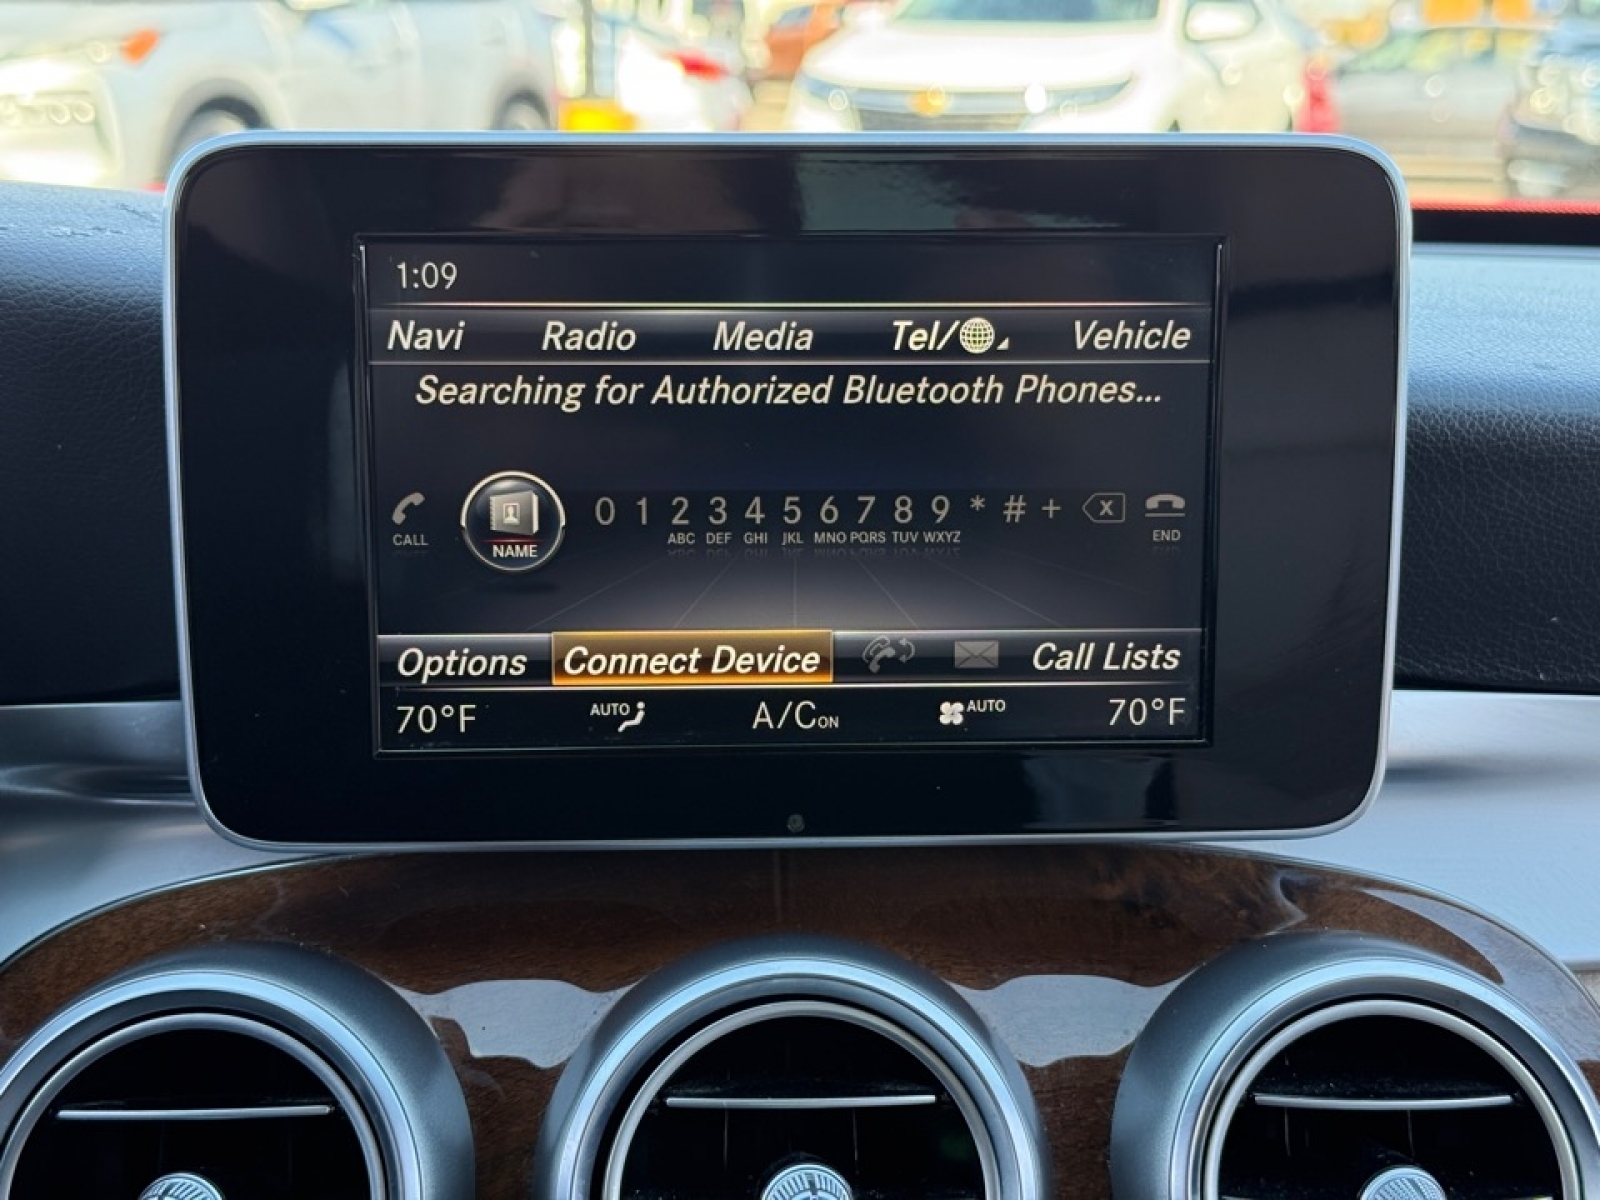 1:09
Navi Radio Media Tel/ Vehicle
Searching for Authorized Bluetooth Phones...
CALL NAME 0 1 2 3 4 5 6 7 8 9 * # + X END
ABC DEF GHI JKL MNO PQRS TUV WXYZ
Options Connect Device Call Lists
70°F AUTO A/C ON AUTO 70°F